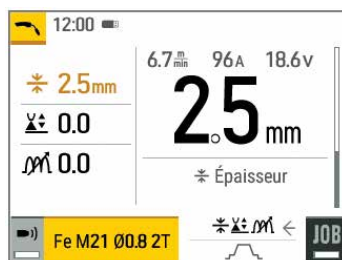 12:00
6.7 m/min 96A 18.6V
2.5mm
0.0
0.0
2.5 mm
Épaisseur
Fe M21 Ø0.8 2T
JOB